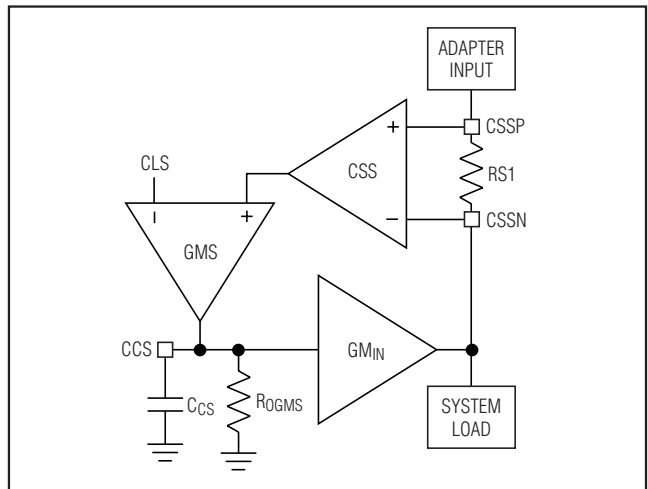 ADAPTER
INPUT
CSSP
+
CSS
RS1
CLS
−
CSSN
− +
GMS
CCS
GMIN
CCS
ROGMS
SYSTEM
LOAD